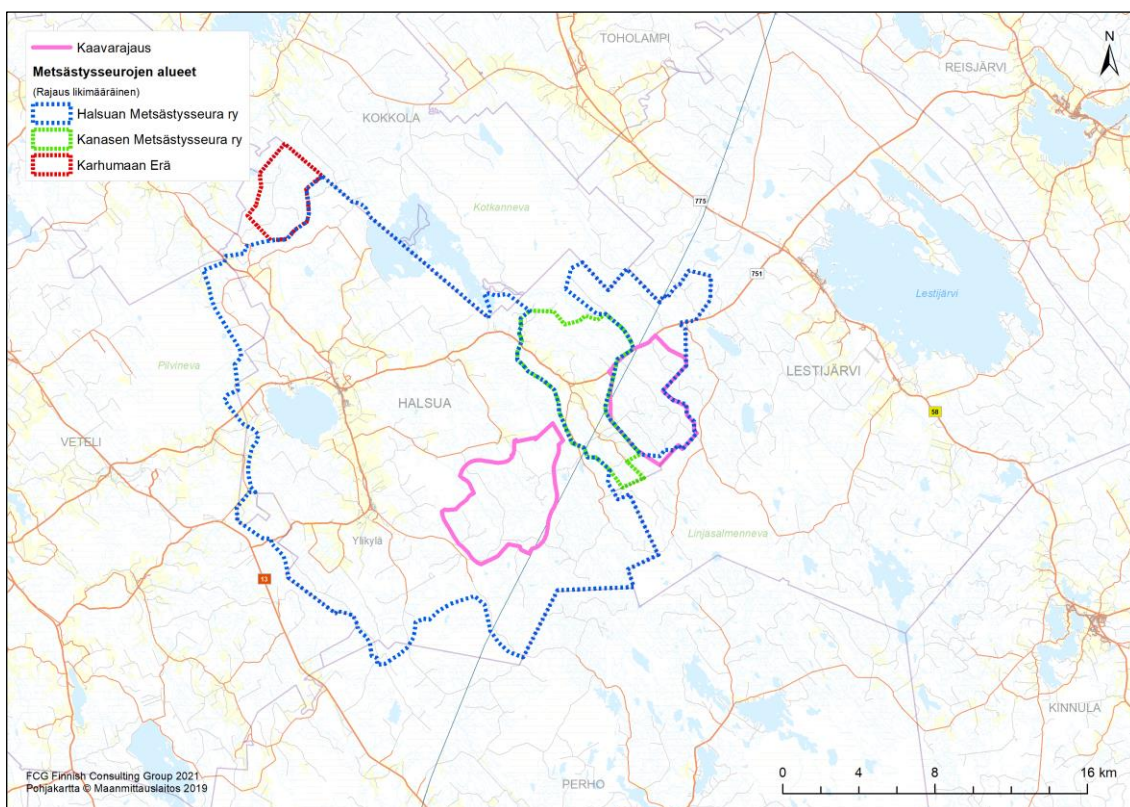 Kaavarajaus
Metsästysseurojen alueet
(Rajaus likimääräinen)
Halsuan Metsästysseura ry
Kanasen Metsästysseura ry
Karhumaan Erä
TOHOLAMPI
N
REISJÄRVI
KOKKOLA
775
Kotkanneva
751
Lestijärvi
Pilvineva
LESTIJÄRVI
HALSUA
58
VETELI
Ylikylä
Linjasalmenneva
13
KINNULA
PERHO
0 4 8 16 km
FCG Finnish Consulting Group 2021
Pohjakartta © Maanmittauslaitos 2019